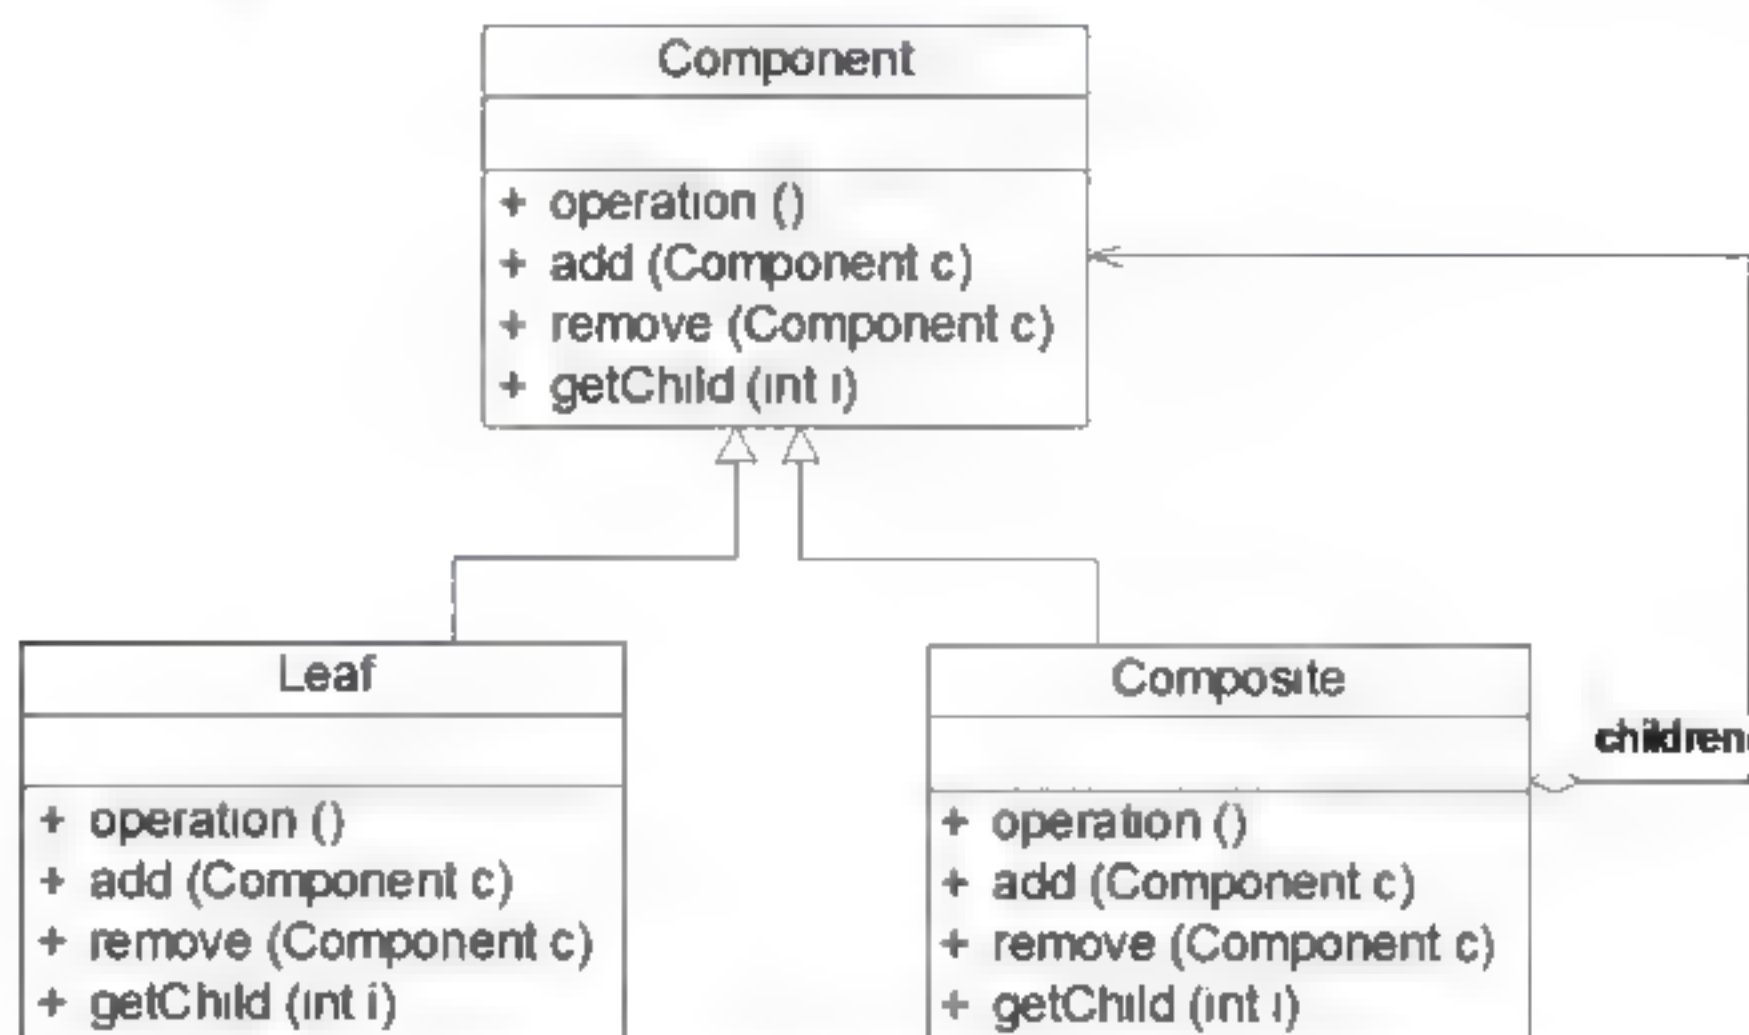 Component
+ operation ()
+ add (Component c)
+ remove (Component c)
+ getChild (int i)
Leaf
+ operation ()
+ add (Component c)
+ remove (Component c)
+ getChild (int i)
Composite
+ operation ()
+ add (Component c)
+ remove (Component c)
+ getChild (int i)
children